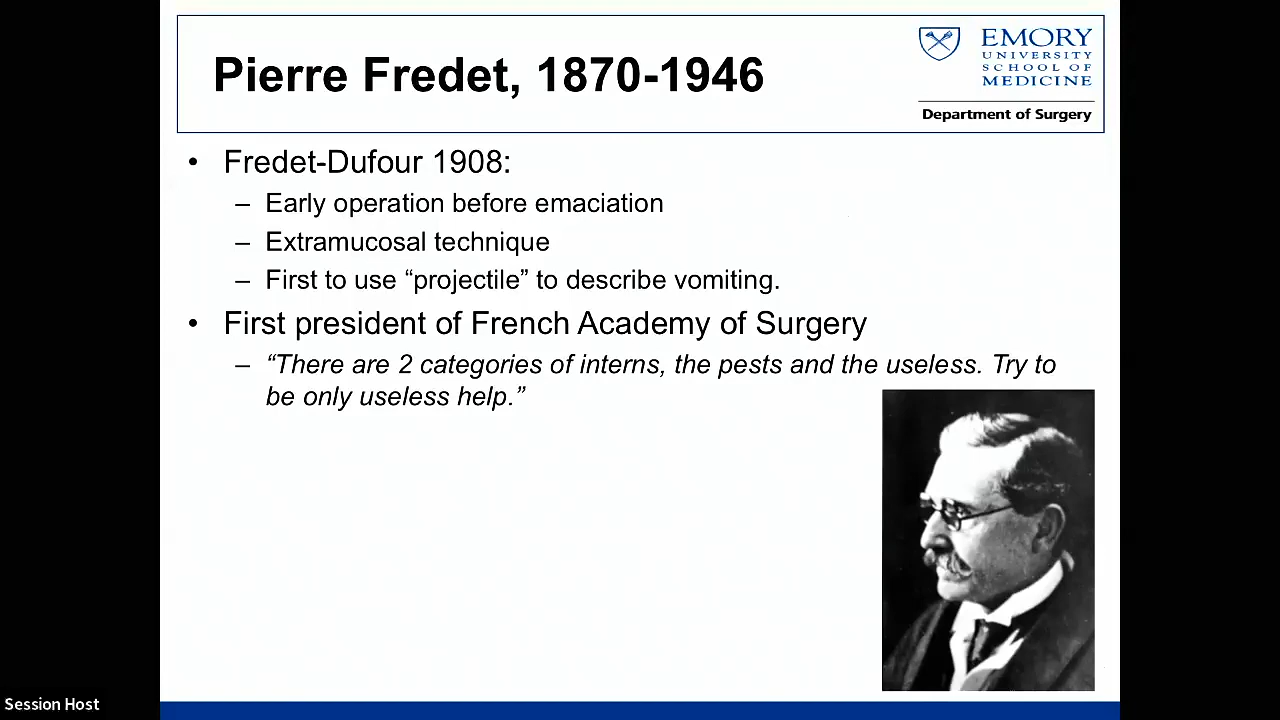 Pierre Fredet, 1870-1946
EMORY
UNIVERSITY
SCHOOL OF
MEDICINE
Department of Surgery
• Fredet-Dufour 1908:
– Early operation before emaciation
– Extramucosal technique
– First to use “projectile” to describe vomiting.
• First president of French Academy of Surgery
– “There are 2 categories of interns, the pests and the useless. Try to
be only useless help.”
Session Host